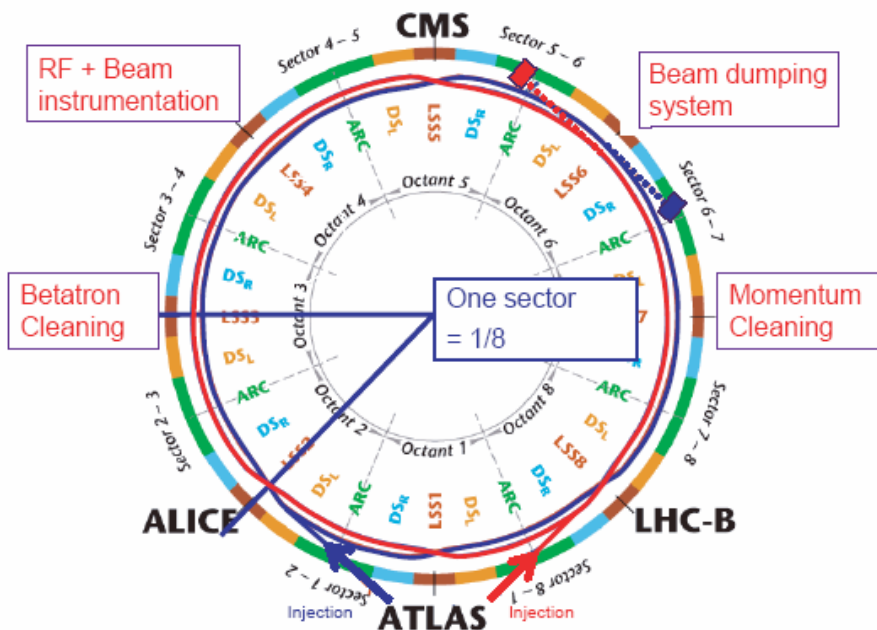 CMS
Sector 4 – 5
Sector 5 – 6
RF + Beam
instrumentation
Beam dumping
system
ARC
DSL
LSS5
DSR
ARC
DSR
DSL
LSS4
LSS6
Sector 3 – 4
DSL
DSR
Sector 6 – 7
Octant 5
Octant 4
Octant 6
ARC
ARC
DSR
Betatron
Cleaning
Octant 3
One sector
= 1/8
7
Momentum
Cleaning
DSL
ARC
ARC
Octant 2
Octant 8
Sector 2 – 3
DSR
Octant 1
DSL
Sector 7 – 8
LSS8
DSL
ARC
DSR
LSS1
DSL
ARC
DSR
ALICE
LHC-B
Sector 1 – 2
Sector 8 – 1
Injection
ATLAS
Injection